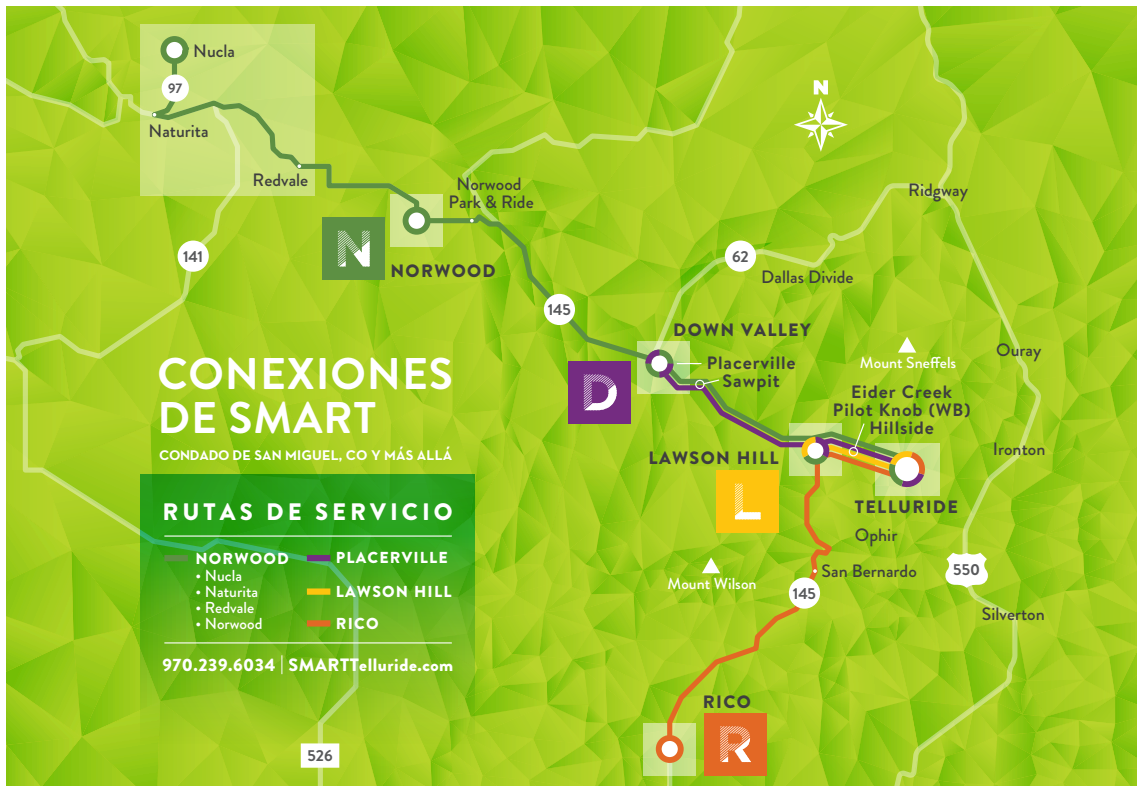 Nucla
97
Naturita
Redvale
N
Norwood
Park & Ride
Ridgway
N
NORWOOD
141
62
Dallas Divide
145
DOWN VALLEY
Placerville
Sawpit
D
Mount Sneffels
Ouray
CONEXIONES
DE SMART
CONDADO DE SAN MIGUEL, CO Y MÁS ALLÁ
Eider Creek
Pilot Knob (WB)
Hillside
LAWSON HILL
L
TELLURIDE
Ironton
Ophir
Mount Wilson
San Bernardo
145
550
Silverton
RUTAS DE SERVICIO
NORWOOD
• Nucla
• Naturita
• Redvale
• Norwood
PLACERVILLE
LAWSON HILL
RICO
970.239.6034 | SMARTTelluride.com
RICO
R
526